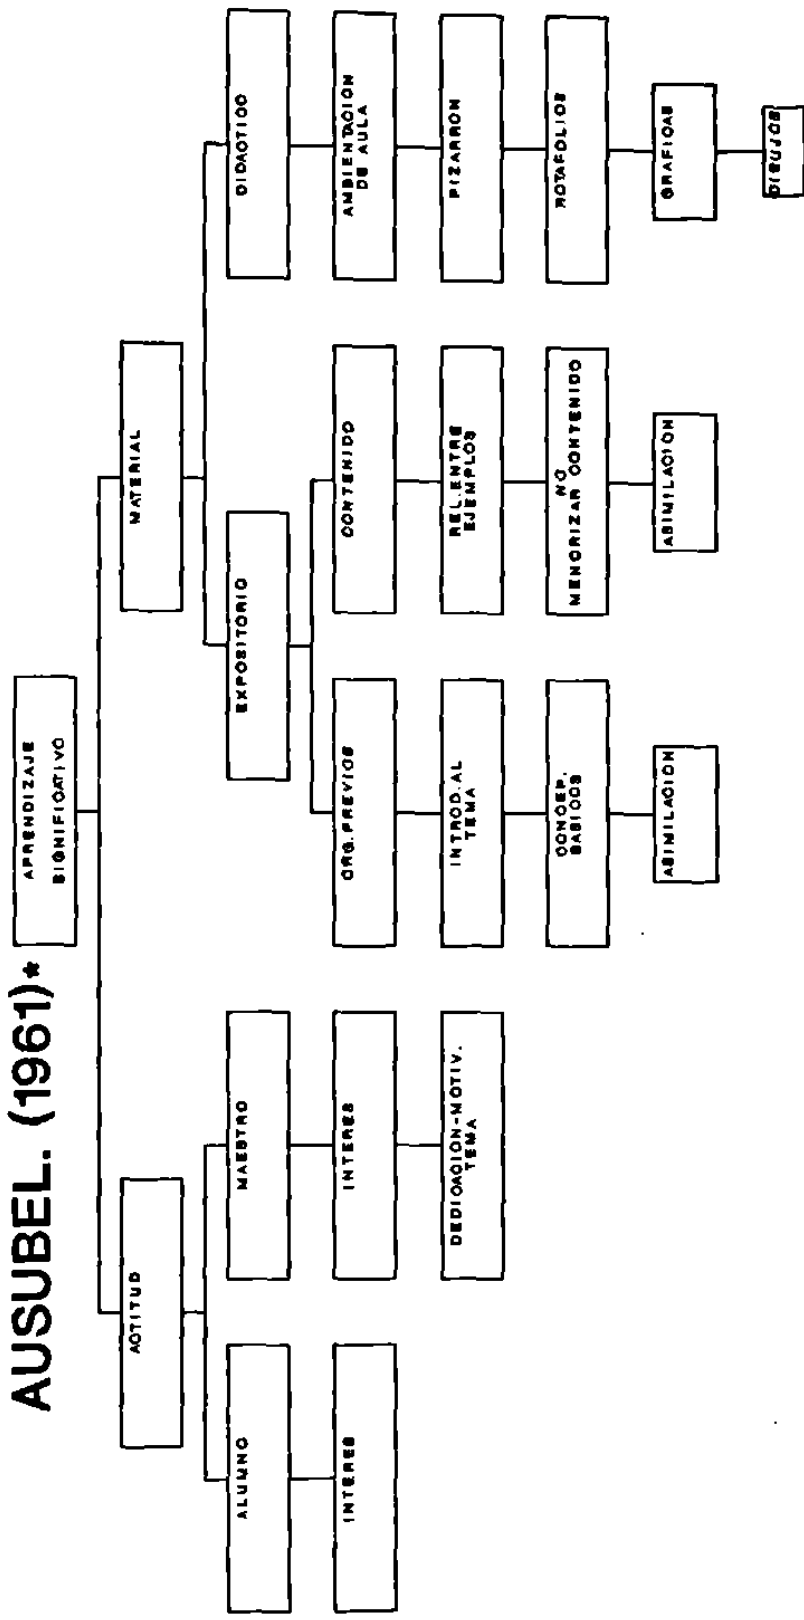 AUSUBEL. (1961)*
APRENDIZAJE
SIGNIFICATIVO
ACTITUD
MATERIAL
ALUMNO
MAESTRO
EXPOSITORIO
DIDACTICO
INTERES
INTERES
ORG.PREVIOS
CONTENIDO
AMBIENTACION
DE AULA
DEDICACION-MOTIV.
TEMA
INTROD.AL
TEMA
REL.ENTRE
EJEMPLOS
PIZARRON
CONCEP.
BASICOS
NO
MENORIZAR CONTENIDO
ROTAFOLIOS
ASIMILACION
ASIMILACION
GRAFICAS
DIBUJOS